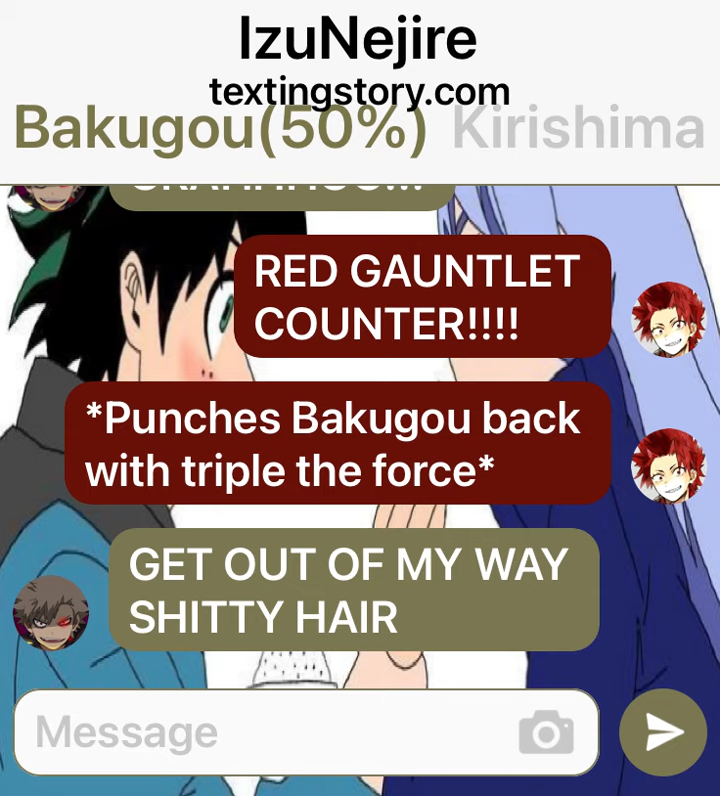 IzuNejire
textingstory.com
Bakugou(50%) Kirishima
RED GAUNTLET
COUNTER!!!!
*Punches Bakugou back
with triple the force*
GET OUT OF MY WAY
SHITTY HAIR
Message